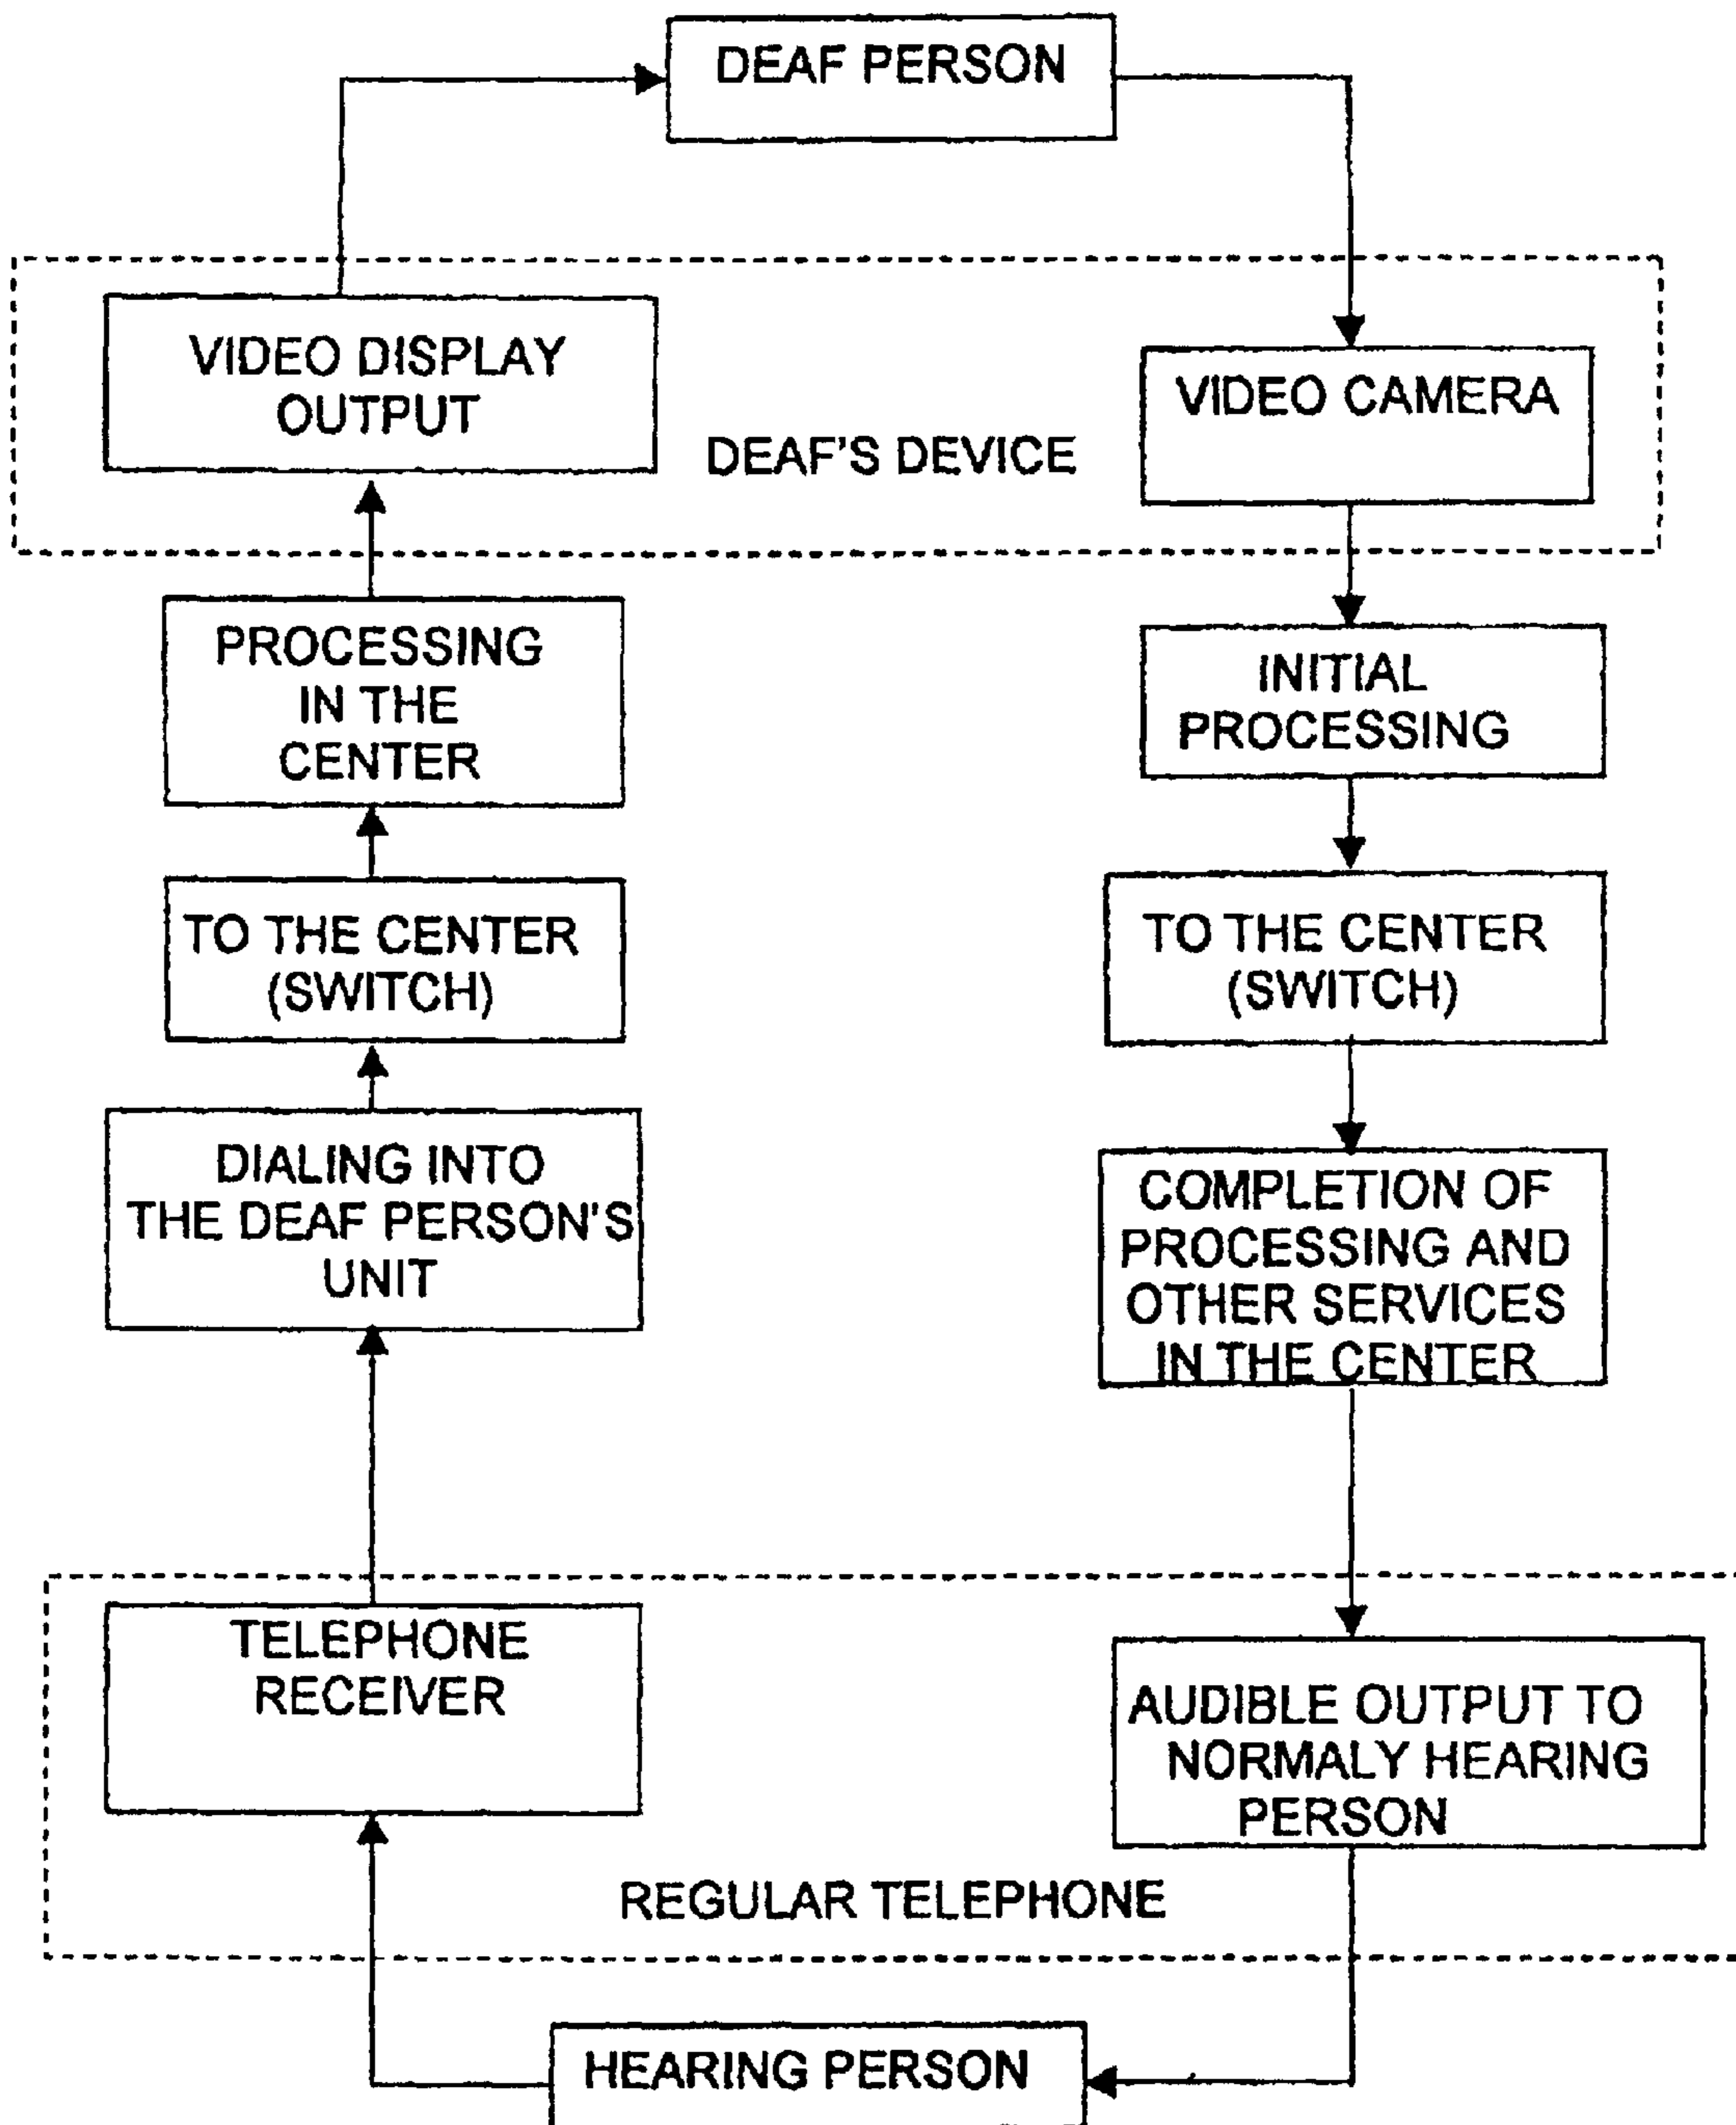 DEAF PERSON
VIDEO DISPLAY
OUTPUT
VIDEO CAMERA
DEAF'S DEVICE
PROCESSING
IN THE
CENTER
INITIAL
PROCESSING
TO THE CENTER
(SWITCH)
TO THE CENTER
(SWITCH)
DIALING INTO
THE DEAF PERSON'S
UNIT
COMPLETION OF
PROCESSING AND
OTHER SERVICES
IN THE CENTER
TELEPHONE
RECEIVER
AUDIBLE OUTPUT TO
NORMALY HEARING
PERSON
REGULAR TELEPHONE
HEARING PERSON